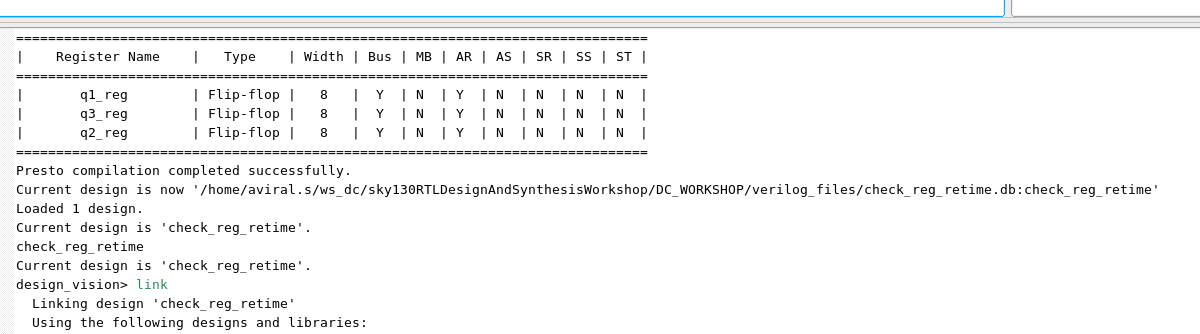 ===============================================================================
|    Register Name    |   Type    | Width | Bus | MB | AR | AS | SR | SS | ST |
===============================================================================
|       q1_reg        | Flip-flop |   8   |  Y  | N  | Y  | N  | N  | N  | N  |
|       q3_reg        | Flip-flop |   8   |  Y  | N  | Y  | N  | N  | N  | N  |
|       q2_reg        | Flip-flop |   8   |  Y  | N  | Y  | N  | N  | N  | N  |
===============================================================================
Presto compilation completed successfully.
Current design is now '/home/aviral.s/ws_dc/sky130RTLDesignAndSynthesisWorkshop/DC_WORKSHOP/verilog_files/check_reg_retime.db:check_reg_retime'
Loaded 1 design.
Current design is 'check_reg_retime'.
check_reg_retime
Current design is 'check_reg_retime'.
design_vision> link
  Linking design 'check_reg_retime'
  Using the following designs and libraries: